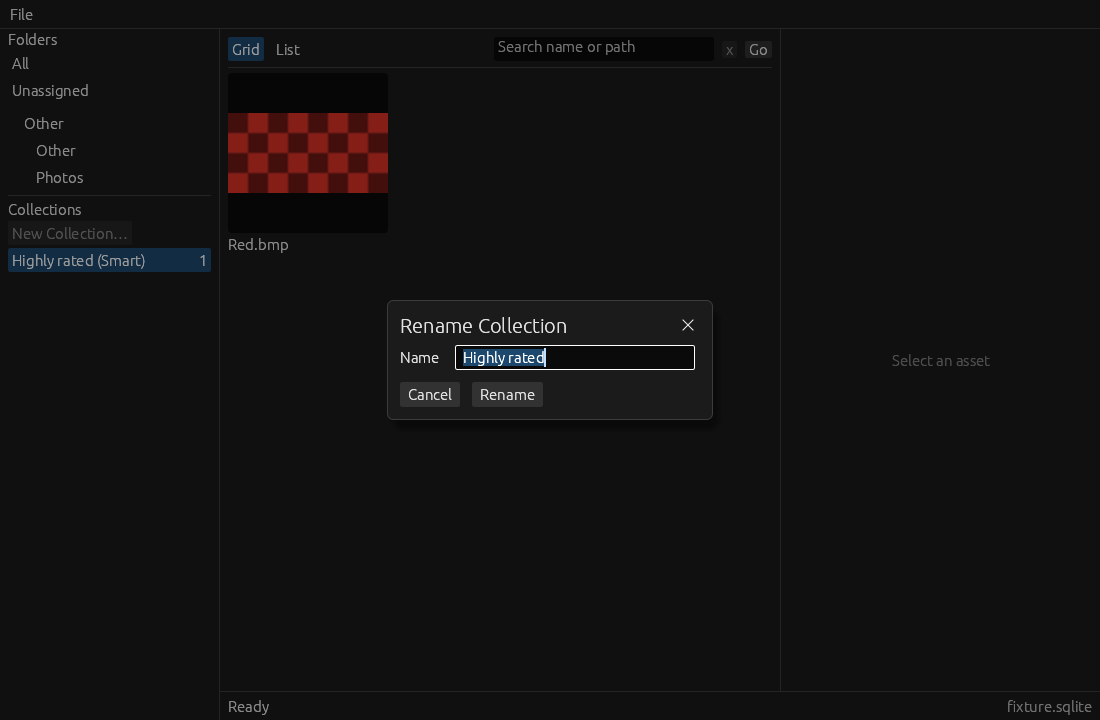 File
Folders
All
Unassigned
Other
Other
Photos
Collections
New Collection…
Highly rated (Smart) 1
Grid List Search name or path x Go
Red.bmp
Rename Collection
Name Highly rated
Cancel Rename
Select an asset
Ready fixture.sqlite